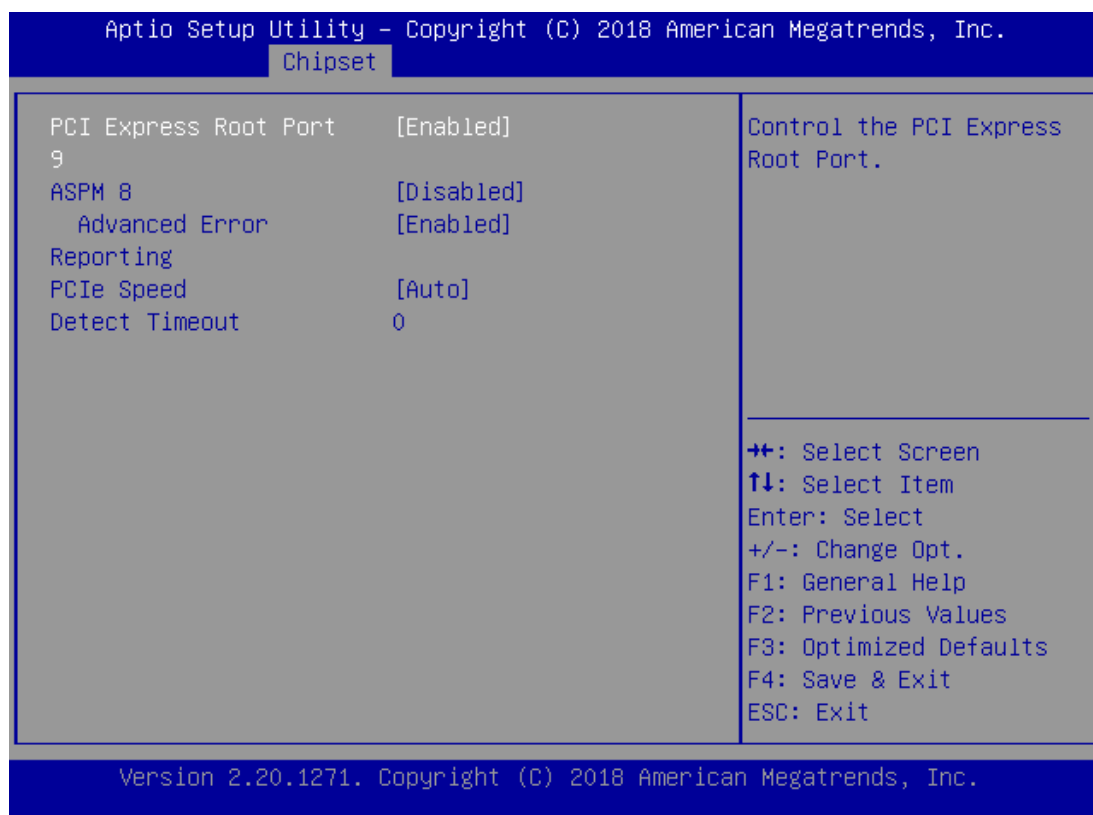 Aptio Setup Utility – Copyright (C) 2018 American Megatrends, Inc.
Chipset
PCI Express Root Port [Enabled]
9
ASPM 8 [Disabled]
Advanced Error [Enabled]
Reporting
PCIe Speed [Auto]
Detect Timeout 0
Control the PCI Express
Root Port.
→←: Select Screen
↑↓: Select Item
Enter: Select
+/-: Change Opt.
F1: General Help
F2: Previous Values
F3: Optimized Defaults
F4: Save & Exit
ESC: Exit
Version 2.20.1271. Copyright (C) 2018 American Megatrends, Inc.